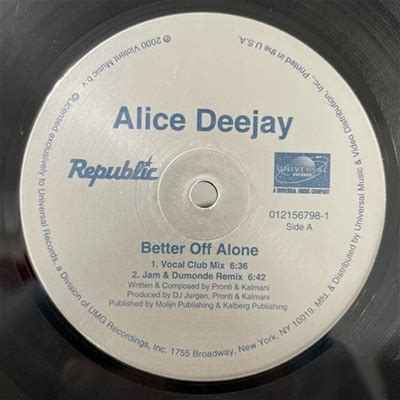 ℗ 2000 Violent Music b.v. ©Licensed exclusively to Universal Records, a Division of UMG Recordings, Inc. 1755 Broadway, New York, NY 10019. Mfd. & Distributed by Universal Music & Video Distribution, Inc., Printed in the U.S.A.
Alice Deejay
Republic
UNIVERSAL
RECORDS
A UNIVERSAL MUSIC COMPANY
012156798-1
Side A
Better Off Alone
1. Vocal Club Mix 6:36
2. Jam & Dumonde Remix 6:42
Written & Composed by Pronti & Kalmani
Produced by DJ Jurgen, Pronti & Kalmani
Published by Molijn Publishing & Kalberg Publishing